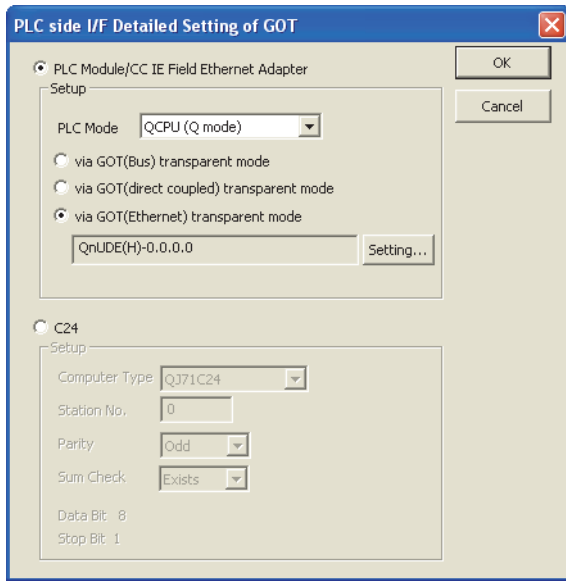 PLC side I/F Detailed Setting of GOT
PLC Module/CC IE Field Ethernet Adapter
OK
Setup
Cancel
PLC Mode QCPU (Q mode)
via GOT(Bus) transparent mode
via GOT(direct coupled) transparent mode
via GOT(Ethernet) transparent mode
QnUDE(H)-0.0.0.0 Setting...
C24
Setup
Computer Type QJ71C24
Station No. 0
Parity Odd
Sum Check Exists
Data Bit 8
Stop Bit 1